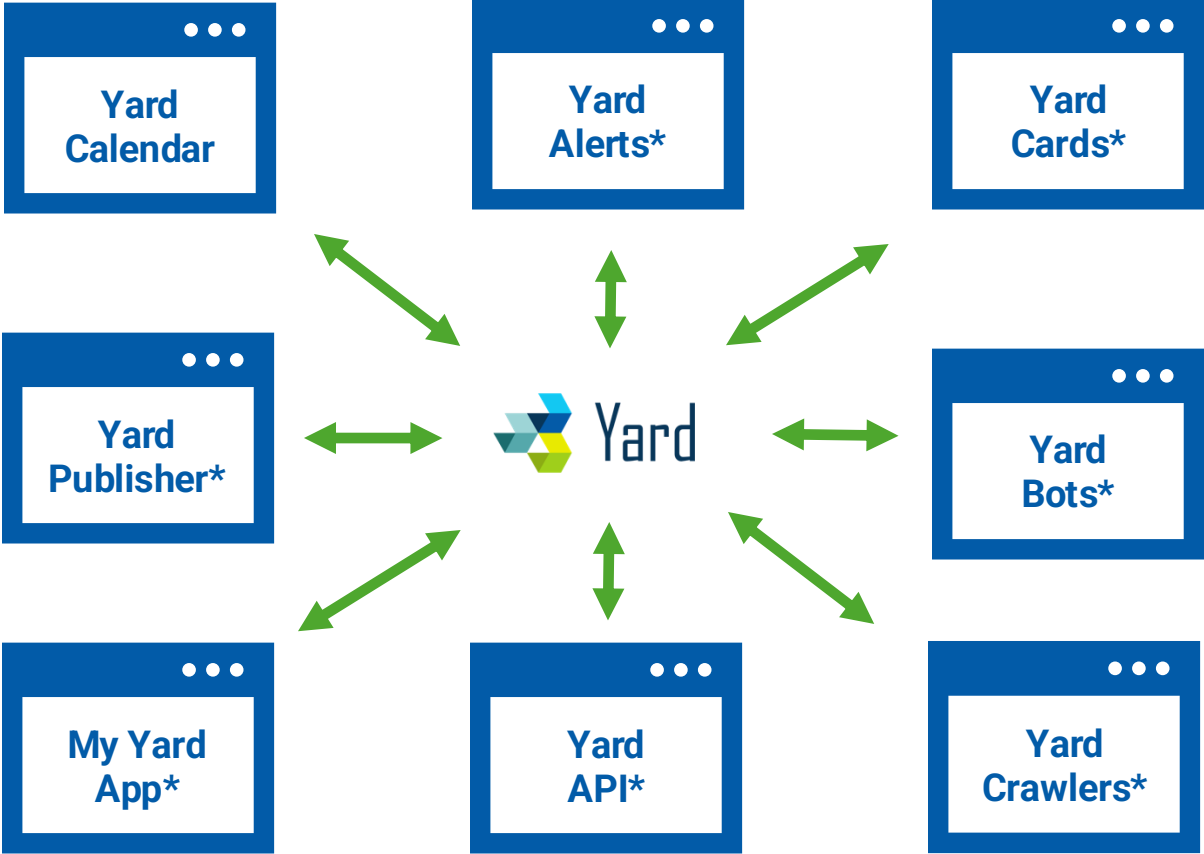 Yard
Calendar
Yard
Alerts*
Yard
Cards*
Yard
Publisher*
Yard
Yard
Bots*
My Yard
App*
Yard
API*
Yard
Crawlers*